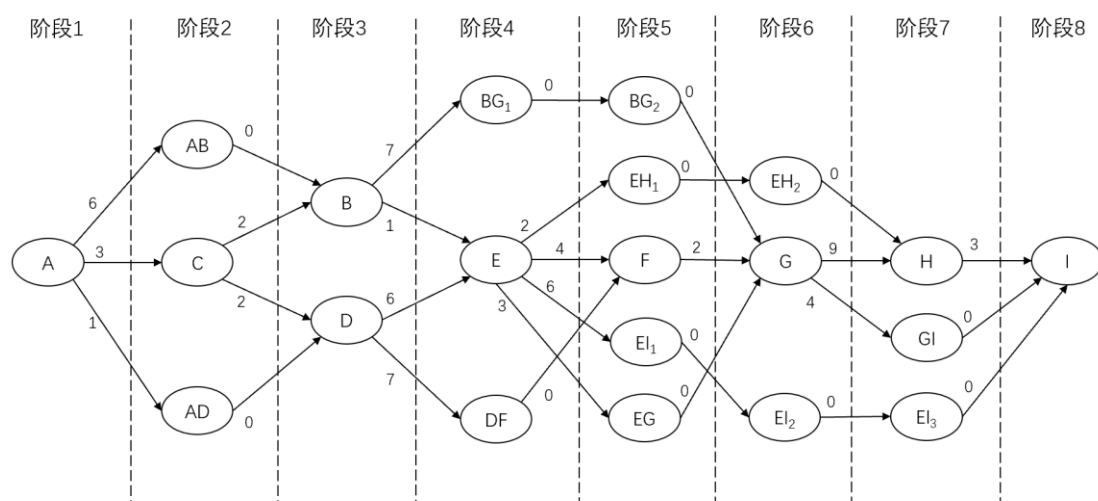 阶段1 阶段2 阶段3 阶段4 阶段5 阶段6 阶段7 阶段8
BG₁ 0 BG₂ 0
AB 0
7
EH₁ 0 EH₂ 0
6 2 B 1 2
A 3 C E 4 F 2 G 9 H 3 I
1 2 6 3 6 4
D EI₁ 0 GI 0
7 0 0 0
AD 0 DF 0 EG EI₂ 0 EI₃